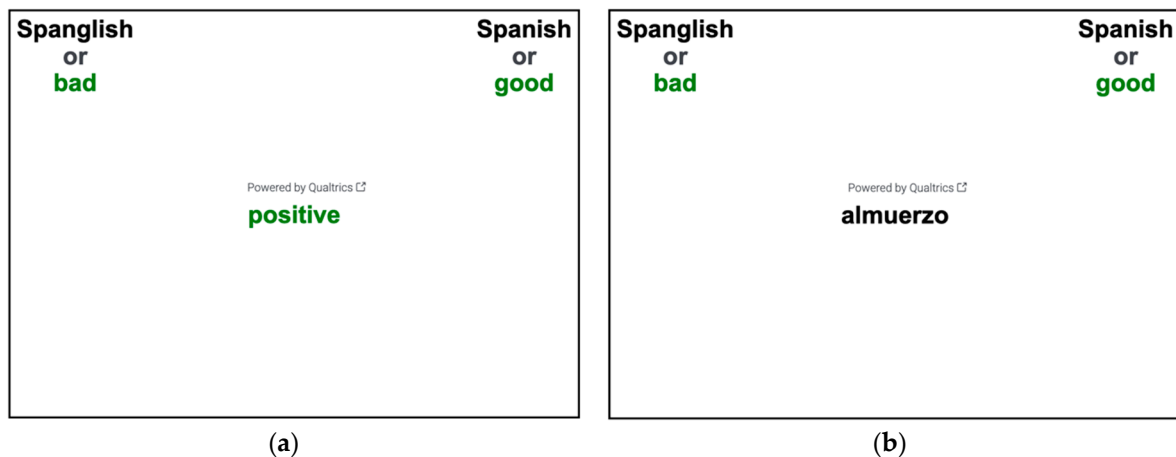 Spanglish
or
bad
Spanish
or
good
Powered by Qualtrics
positive
(a)
Spanglish
or
bad
Spanish
or
good
Powered by Qualtrics
almuerzo
(b)